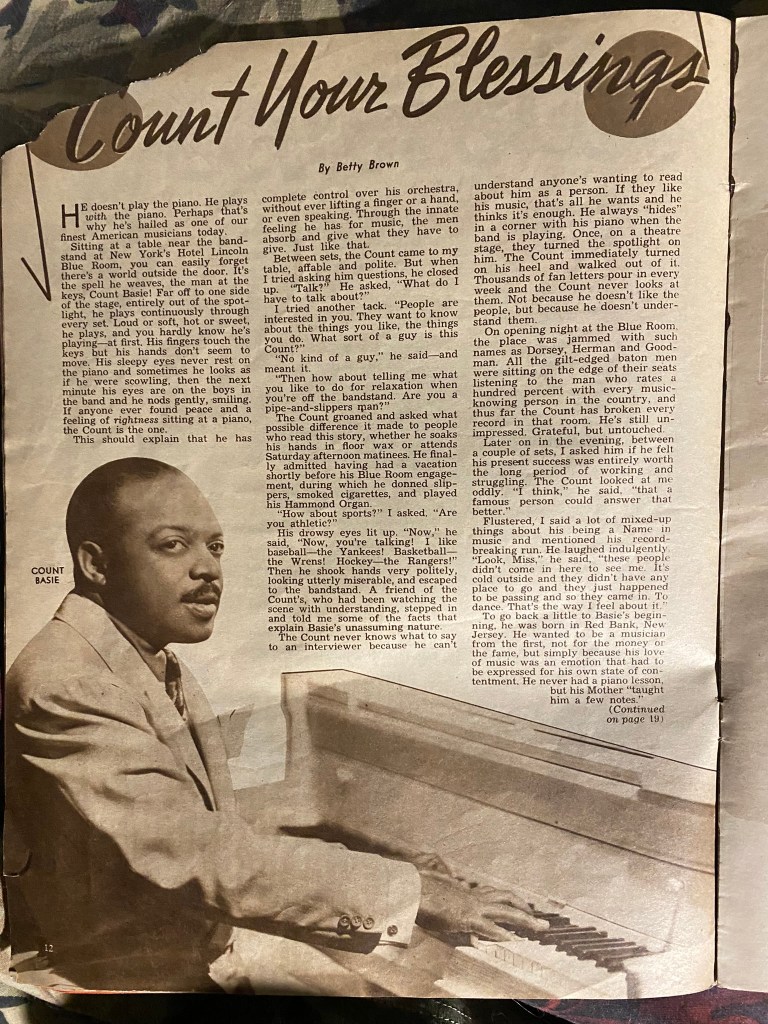 Count Your Blessings
By Betty Brown
HE doesn't play the piano. He plays
with the piano. Perhaps that's
why he's hailed as one of our
finest American musicians today.
Sitting at a table near the band-
stand at New York's Hotel Lincoln
Blue Room, you can easily forget
there's a world outside the door. It's
the spell he weaves, the man at the
keys, Count Basie! Far off to one side
of the stage, entirely out of the spot-
light, he plays continuously through
every set. Loud or soft, hot or sweet,
he plays, and you hardly know he's
playing—at first. His fingers touch the
keys but his hands don't seem to
move. His sleepy eyes never rest on
the piano and sometimes he looks as
if he were scowling, then the next
minute his eyes are on the boys in
the band and he nods gently, smiling.
If anyone ever found peace and a
feeling of rightness sitting at a piano,
the Count is the one.
This should explain that he has
complete control over his orchestra,
without ever lifting a finger or a hand,
or even speaking. Through the innate
feeling he has for music, the men
absorb and give what they have to
give. Just like that.
Between sets, the Count came to my
table, affable and polite. But when
I tried asking him questions, he closed
up. "Talk?" He asked, "What do I
have to talk about?"
I tried another tack. "People are
interested in you. They want to know
about the things you like, the things
you do. What sort of a guy is this
Count?"
"No kind of a guy," he said—and
meant it.
"Then how about telling me what
you like to do for relaxation when
you're off the bandstand. Are you a
pipe-and-slippers man?"
The Count groaned and asked what
possible difference it made to people
who read this story, whether he soaks
his hands in floor wax or attends
Saturday afternoon matinees. He final-
ly admitted having had a vacation
shortly before his Blue Room engage-
ment, during which he donned slip-
pers, smoked cigarettes, and played
his Hammond Organ.
"How about sports?" I asked, "Are
you athletic?"
His drowsy eyes lit up. "Now," he
said, "Now, you're talking! I like
baseball—the Yankees! Basketball—
the Wrens! Hockey—the Rangers!"
Then he shook hands very politely,
looking utterly miserable, and escaped
to the bandstand. A friend of the
Count's, who had been watching the
scene with understanding, stepped in
and told me some of the facts that
explain Basie's unassuming nature.
The Count never knows what to say
to an interviewer because he can't
understand anyone's wanting to read
about him as a person. If they like
his music, that's all he wants and he
thinks it's enough. He always "hides"
in a corner with his piano when the
band is playing. Once, on a theatre
stage, they turned the spotlight on
him. The Count immediately turned
on his heel and walked out of it.
Thousands of fan letters pour in every
week and the Count never looks at
them. Not because he doesn't like the
people, but because he doesn't under-
stand them.
On opening night at the Blue Room,
the place was jammed with such
names as Dorsey, Herman and Good-
man. All the gilt-edged baton men
were sitting on the edge of their seats
listening to the man who rates a
hundred percent with every music-
knowing person in the country, and
thus far the Count has broken every
record in that room. He's still un-
impressed. Grateful, but untouched.
Later on in the evening, between
a couple of sets, I asked him if he felt
his present success was entirely worth
the long period of working and
struggling. The Count looked at me
oddly. "I think," he said, "that a
famous person could answer that
better."
Flustered, I said a lot of mixed-up
things about his being a Name in
music and mentioned his record-
breaking run. He laughed indulgently.
"Look, Miss," he said, "these people
didn't come in here to see me. It's
cold outside and they didn't have any
place to go and they just happened
to be passing and so they came in. To
dance. That's the way I feel about it."
To go back a little to Basie's begin-
ning, he was born in Red Bank, New
Jersey. He wanted to be a musician
from the first, not for the money or
the fame, but simply because his love
of music was an emotion that had to
be expressed for his own state of con-
tentment. He never had a piano lesson,
but his Mother "taught
him a few notes."
(Continued
on page 19)
COUNT
BASIE
12